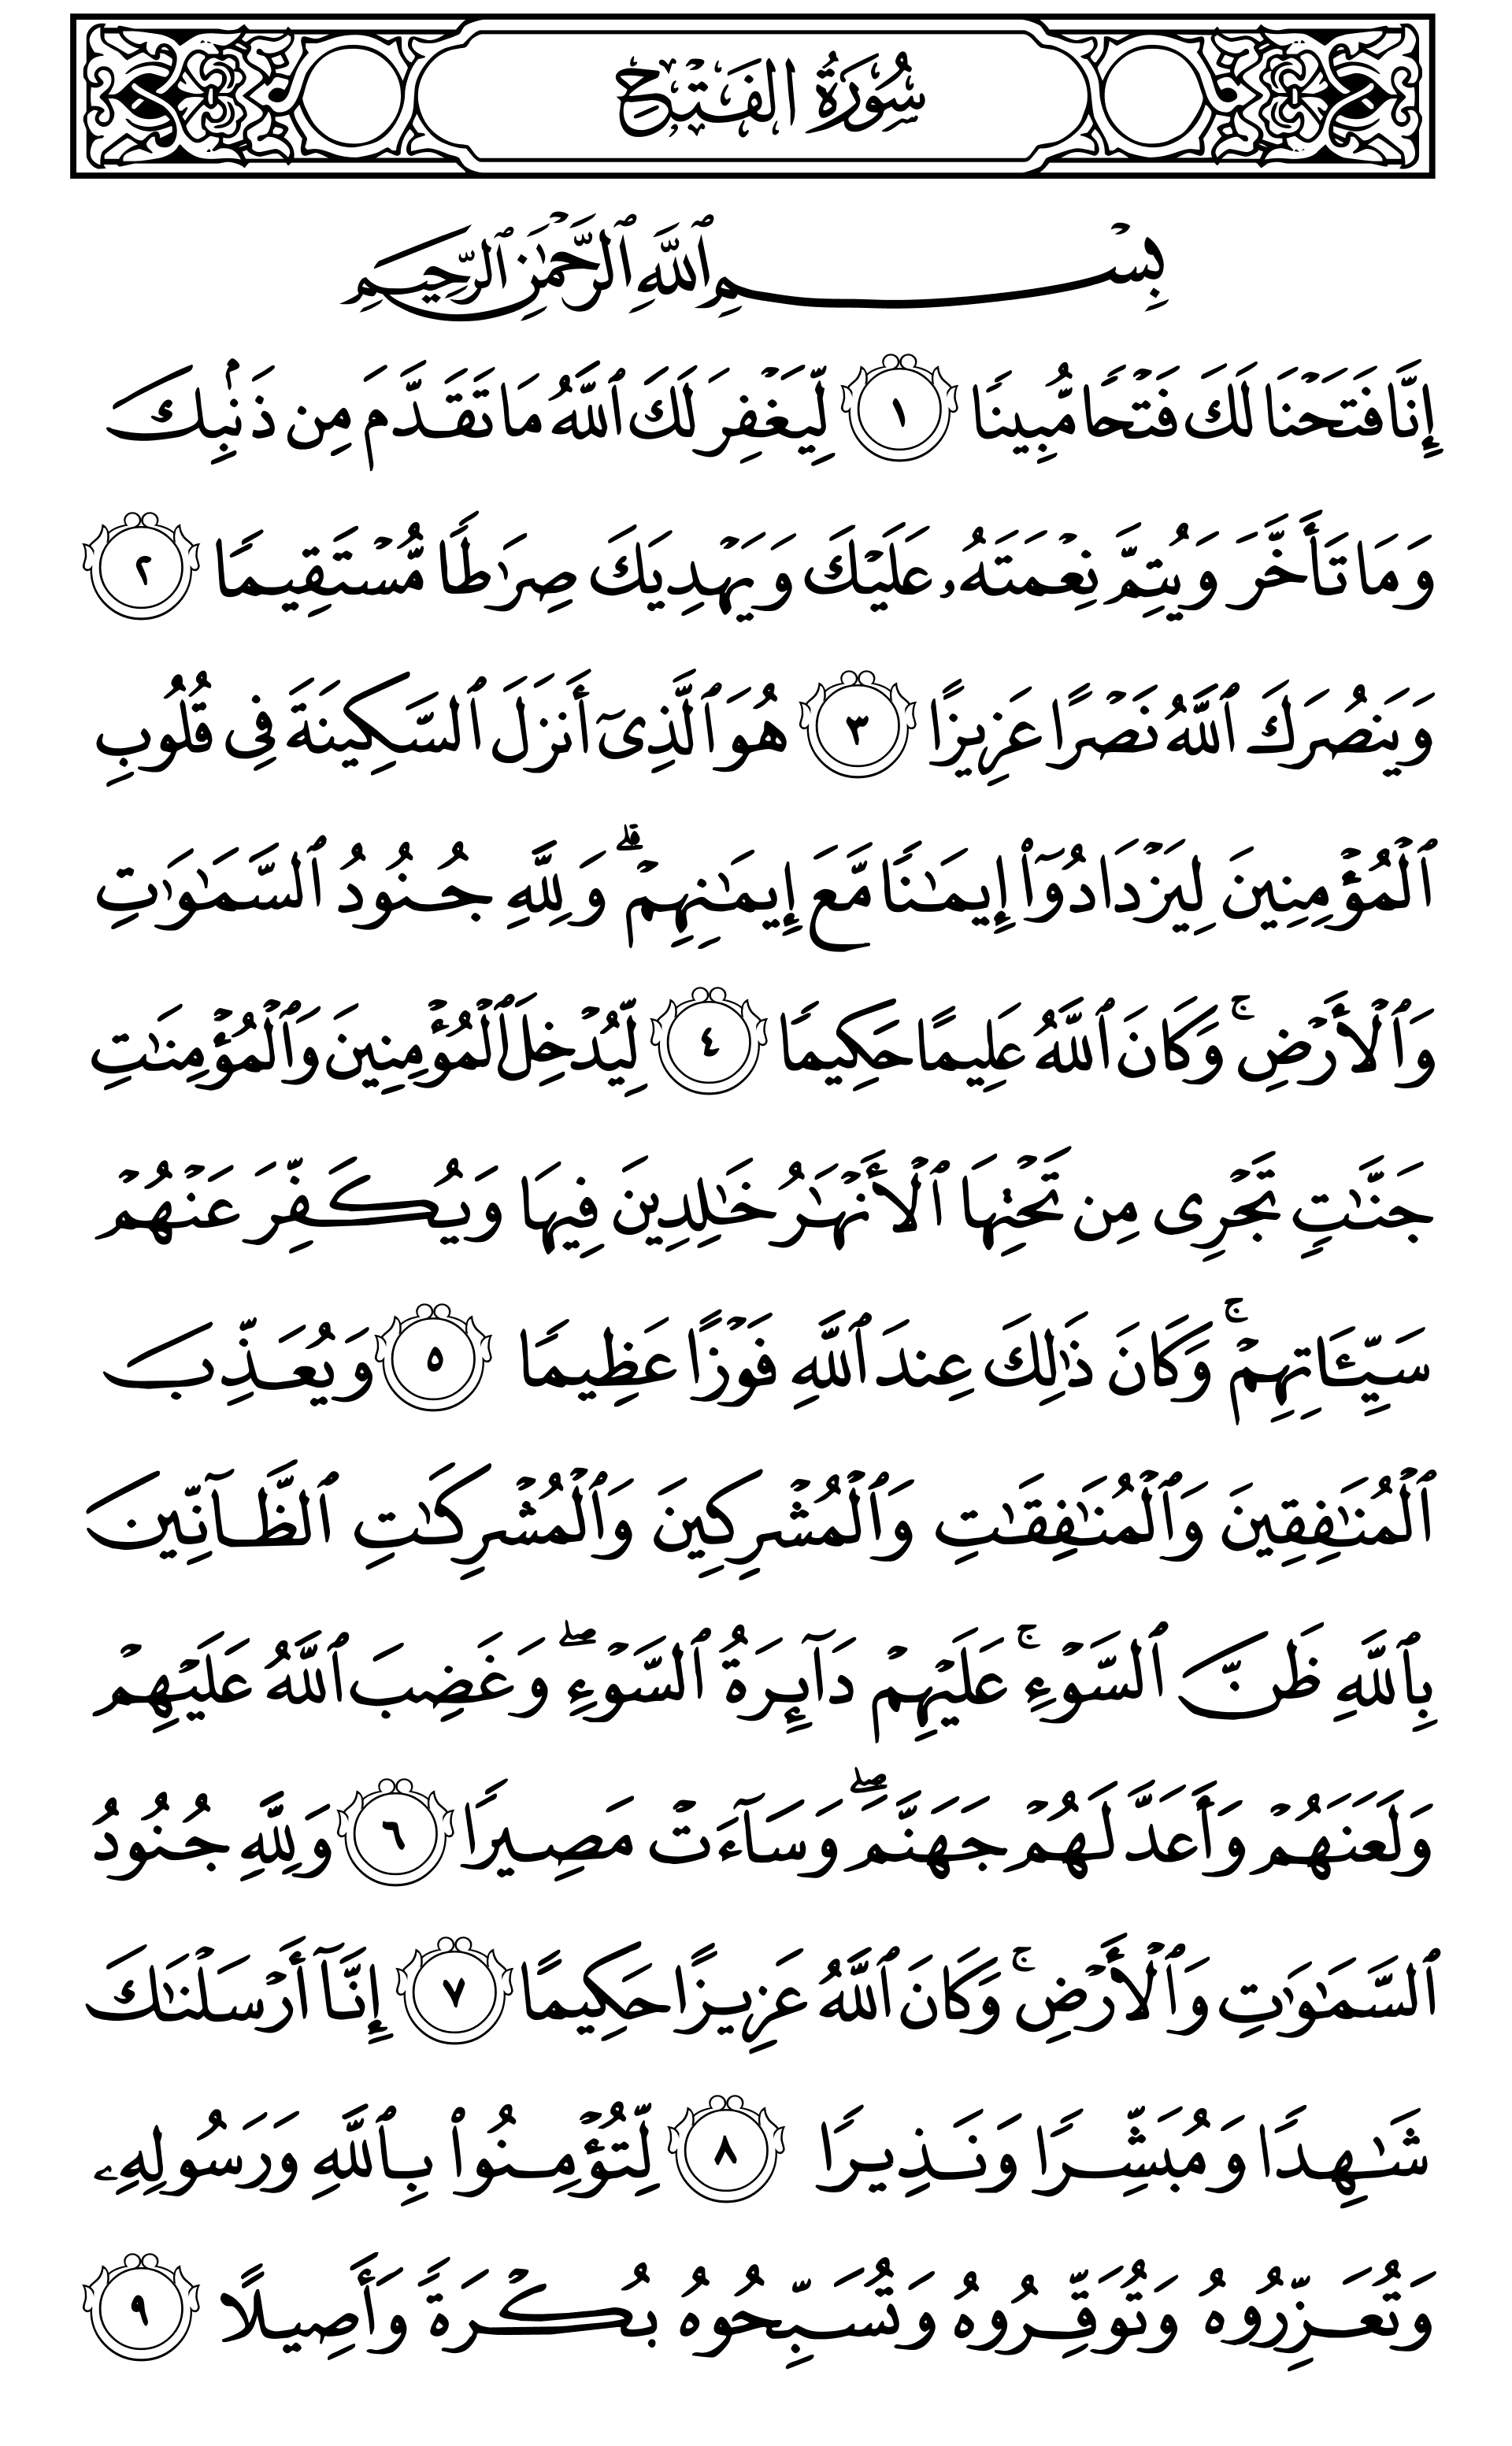 سُورَةُ الفَتْحِ
بِسْمِ ٱللَّهِ ٱلرَّحْمَٰنِ ٱلرَّحِيمِ
إِنَّا فَتَحْنَا لَكَ فَتْحًا مُّبِينًا ١ لِّيَغْفِرَ لَكَ ٱللَّهُ مَا تَقَدَّمَ مِن ذَنۢبِكَ
وَمَا تَأَخَّرَ وَيُتِمَّ نِعْمَتَهُۥ عَلَيْكَ وَيَهْدِيَكَ صِرَٰطًا مُّسْتَقِيمًا ٢
وَيَنصُرَكَ ٱللَّهُ نَصْرًا عَزِيزًا ٣ هُوَ ٱلَّذِىٓ أَنزَلَ ٱلسَّكِينَةَ فِى قُلُوبِ
ٱلْمُؤْمِنِينَ لِيَزْدَادُوٓا۟ إِيمَٰنًا مَّعَ إِيمَٰنِهِمْ ۗ وَلِلَّهِ جُنُودُ ٱلسَّمَٰوَٰتِ
وَٱلْأَرْضِ ۚ وَكَانَ ٱللَّهُ عَلِيمًا حَكِيمًا ٤ لِّيُدْخِلَ ٱلْمُؤْمِنِينَ وَٱلْمُؤْمِنَٰتِ
جَنَّٰتٍ تَجْرِى مِن تَحْتِهَا ٱلْأَنْهَٰرُ خَٰلِدِينَ فِيهَا وَيُكَفِّرَ عَنْهُمْ
سَيِّـَٔاتِهِمْ ۚ وَكَانَ ذَٰلِكَ عِندَ ٱللَّهِ فَوْزًا عَظِيمًا ٥ وَيُعَذِّبَ
ٱلْمُنَٰفِقِينَ وَٱلْمُنَٰفِقَٰتِ وَٱلْمُشْرِكِينَ وَٱلْمُشْرِكَٰتِ ٱلظَّآنِّينَ
بِٱللَّهِ ظَنَّ ٱلسَّوْءِ ۚ عَلَيْهِمْ دَآئِرَةُ ٱلسَّوْءِ ۖ وَغَضِبَ ٱللَّهُ عَلَيْهِمْ
وَلَعَنَهُمْ وَأَعَدَّ لَهُمْ جَهَنَّمَ ۖ وَسَآءَتْ مَصِيرًا ٦ وَلِلَّهِ جُنُودُ
ٱلسَّمَٰوَٰتِ وَٱلْأَرْضِ ۚ وَكَانَ ٱللَّهُ عَزِيزًا حَكِيمًا ٧ إِنَّآ أَرْسَلْنَٰكَ
شَٰهِدًا وَمُبَشِّرًا وَنَذِيرًا ٨ لِّتُؤْمِنُوا۟ بِٱللَّهِ وَرَسُولِهِۦ
وَتُعَزِّرُوهُ وَتُوَقِّرُوهُ وَتُسَبِّحُوهُ بُكْرَةً وَأَصِيلًا ٩